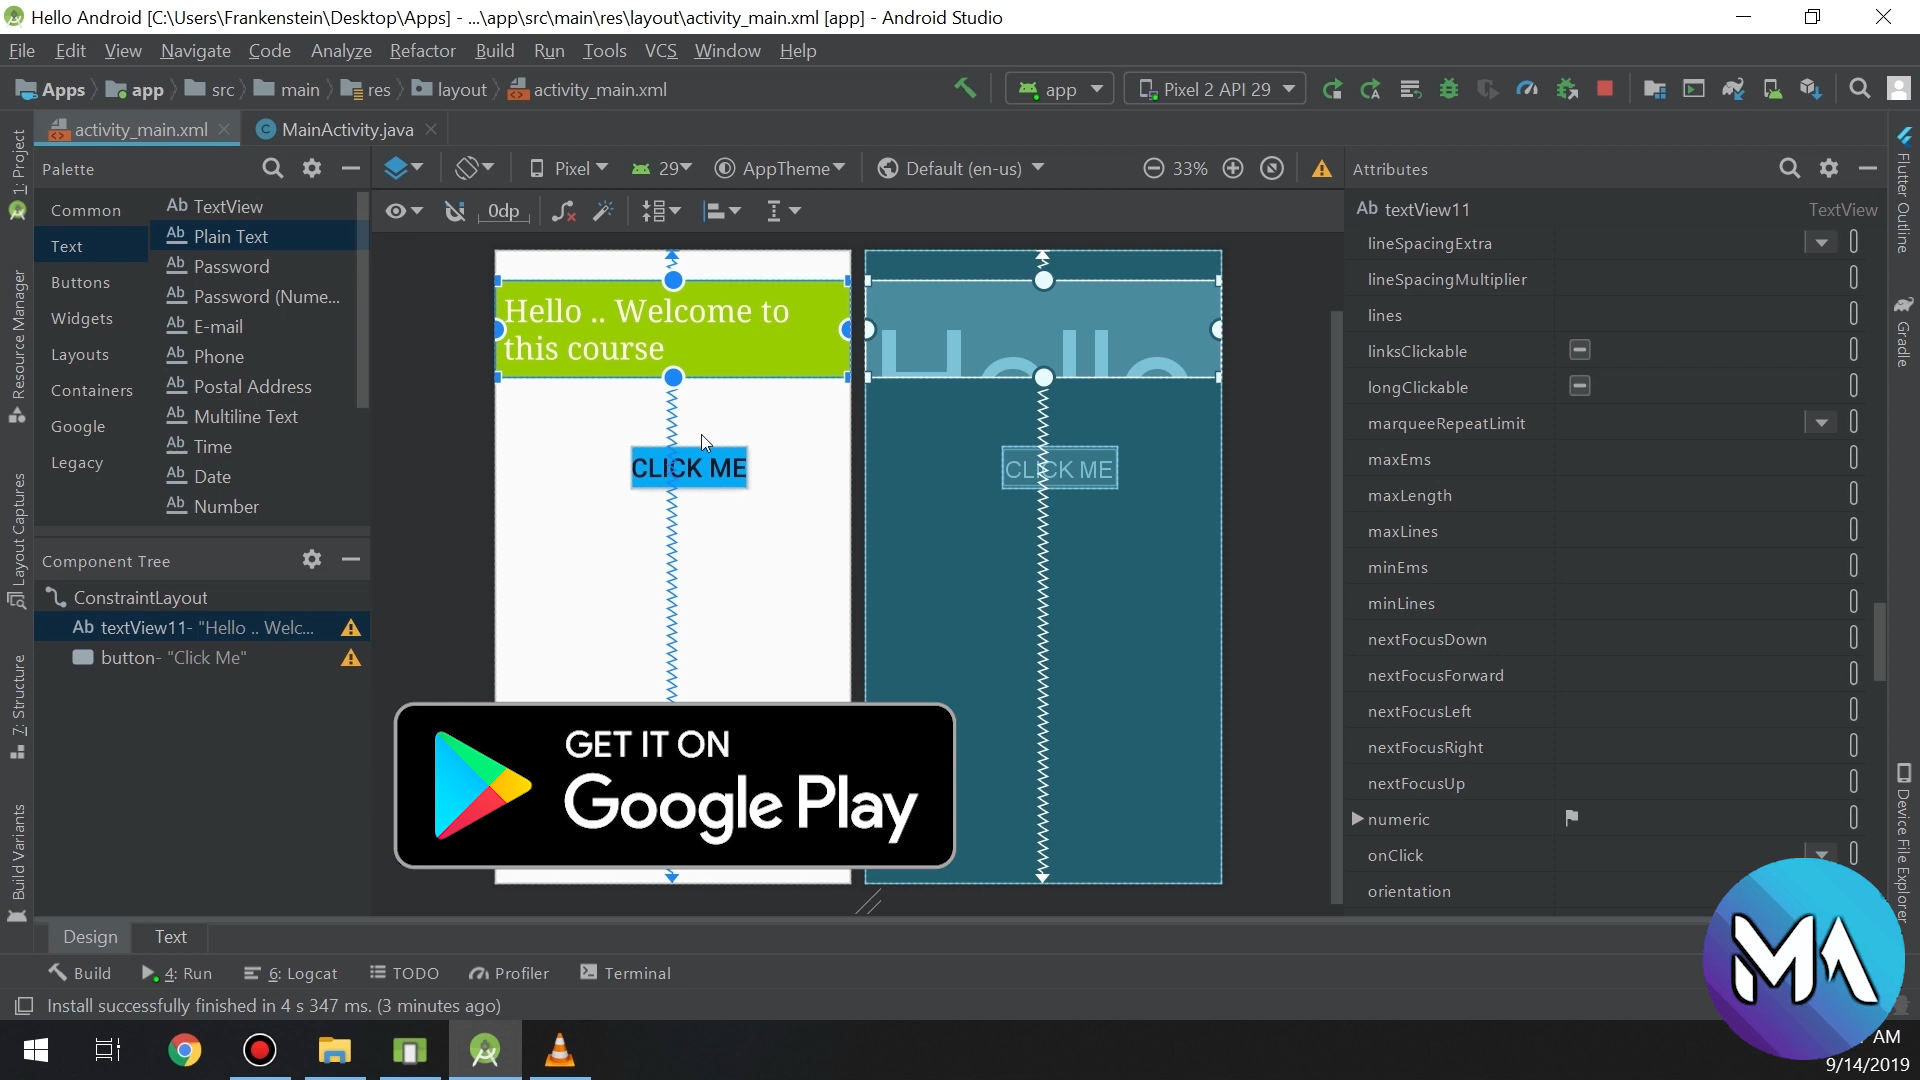 Hello Android [C:\Users\Frankenstein\Desktop\Apps] - ...\app\src\main\res\layout\activity_main.xml [app] - Android Studio
File Edit View Navigate Code Analyze Refactor Build Run Tools VCS Window Help
Apps app src main res layout activity_main.xml app Pixel 2 API 29
activity_main.xml MainActivity.java
Palette
Pixel 29 AppTheme Default (en-us) 33%
0dp
Common
Text
Buttons
Widgets
Layouts
Containers
Google
Legacy
Ab TextView
Ab Plain Text
Ab Password
Ab Password (Nume...
Ab E-mail
Ab Phone
Ab Postal Address
Ab Multiline Text
Ab Time
Ab Date
Ab Number
Component Tree
ConstraintLayout
Ab textView11- "Hello .. Welc...
button- "Click Me"
Hello .. Welcome to
this course
CLICK ME
Hello
CLICK ME
GET IT ON
Google Play
Attributes
Ab textView11 TextView
lineSpacingExtra
lineSpacingMultiplier
lines
linksClickable
longClickable
marqueeRepeatLimit
maxEms
maxLength
maxLines
minEms
minLines
nextFocusDown
nextFocusForward
nextFocusLeft
nextFocusRight
nextFocusUp
numeric
onClick
orientation
1: Project
Resource Manager
Layout Captures
7: Structure
Build Variants
Flutter Outline
Gradle
Device File Explorer
Design Text
Build 4: Run 6: Logcat TODO Profiler Terminal
Install successfully finished in 4 s 347 ms. (3 minutes ago)
MA
AM
9/14/2019